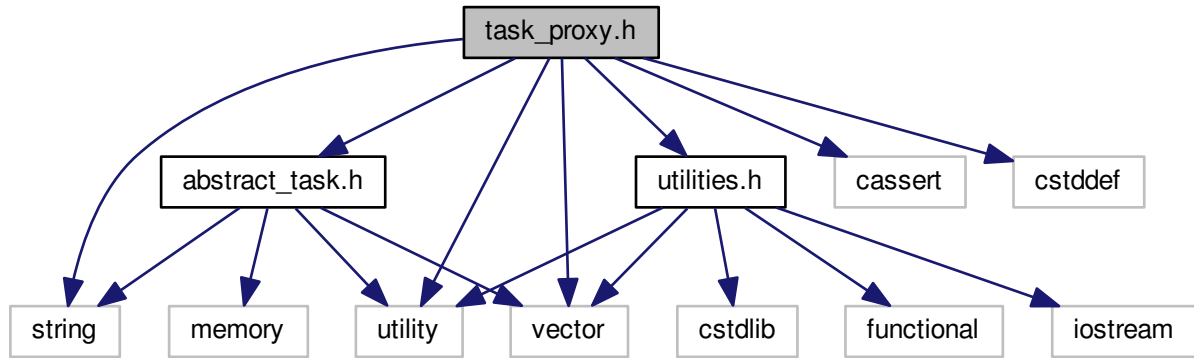 task_proxy.h
abstract_task.h
utilities.h
cassert
cstddef
string
memory
utility
vector
cstdlib
functional
iostream